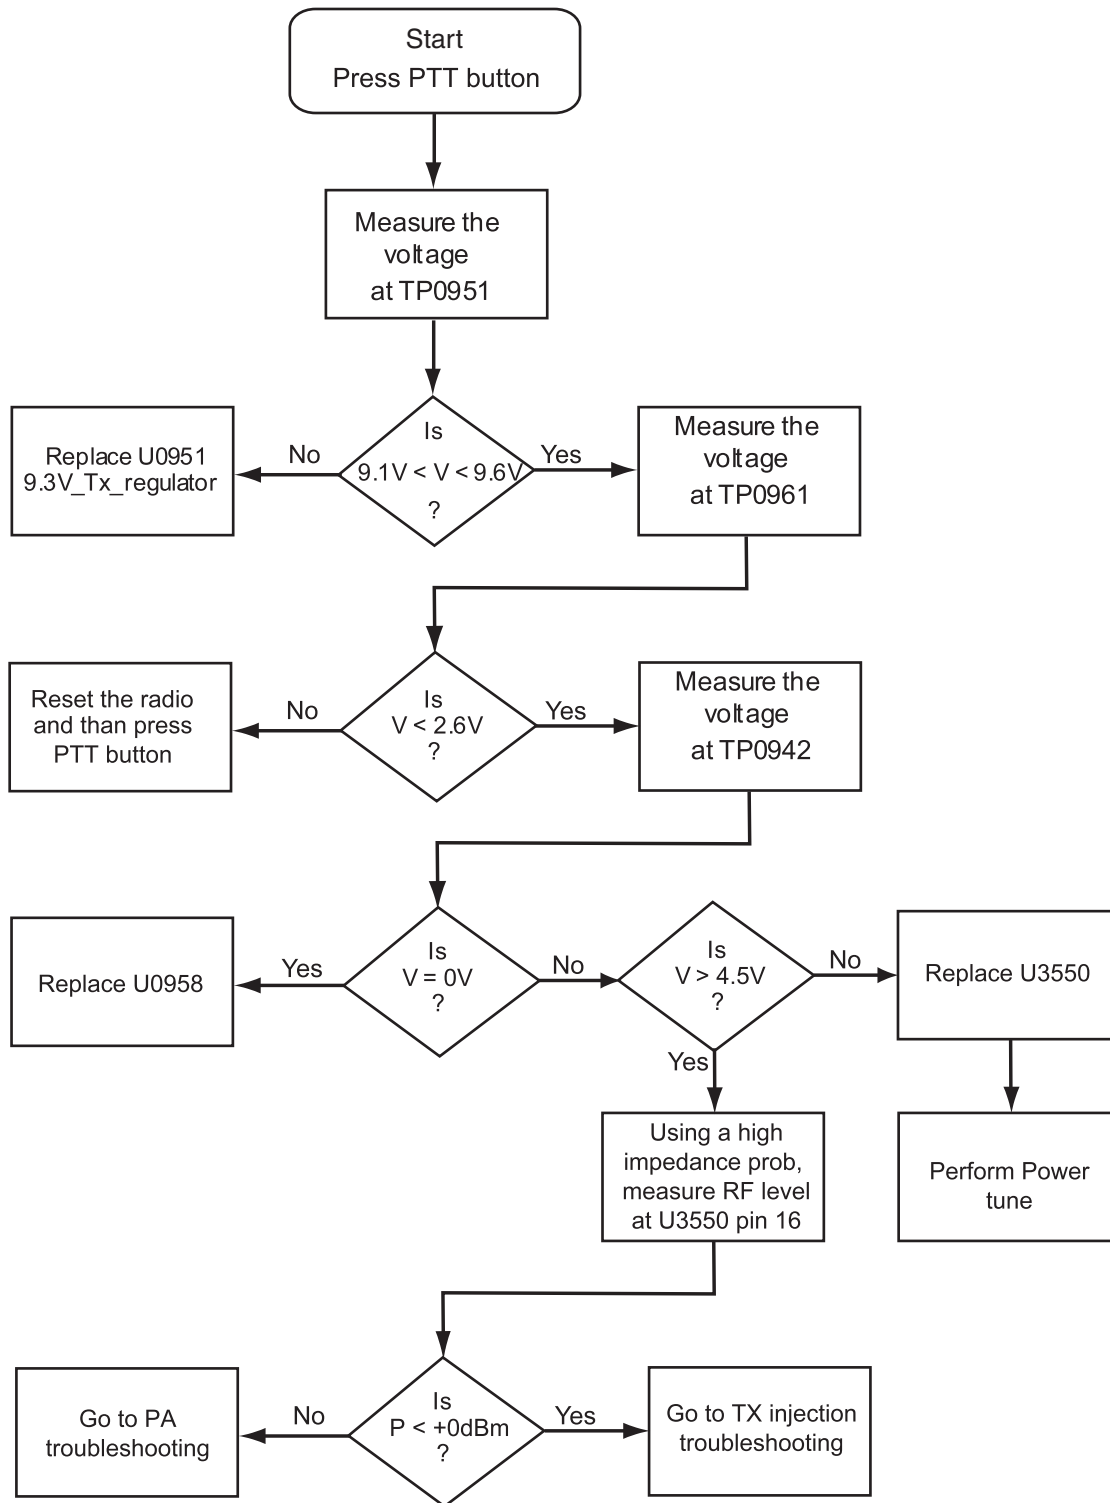 Start
Press PTT button
Measure the
voltage
at TP0951
Is
9.1V < V < 9.6V
?
No
Yes
Replace U0951
9.3V_Tx_regulator
Measure the
voltage
at TP0961
Is
V < 2.6V
?
No
Yes
Reset the radio
and than press
PTT button
Measure the
voltage
at TP0942
Is
V = 0V
?
Yes
No
Replace U0958
Is
V > 4.5V
?
No
Yes
Replace U3550
Perform Power
tune
Using a high
impedance prob,
measure RF level
at U3550 pin 16
Is
P < +0dBm
?
No
Yes
Go to PA
troubleshooting
Go to TX injection
troubleshooting